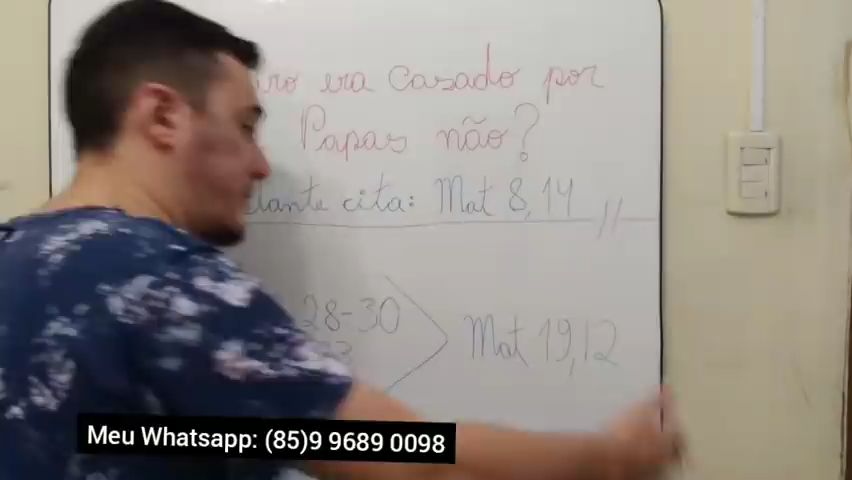 era casado por
Papas não?
cita: Mat 8,14
28-30
Mat 19,12
Meu Whatsapp: (85)9 9689 0098